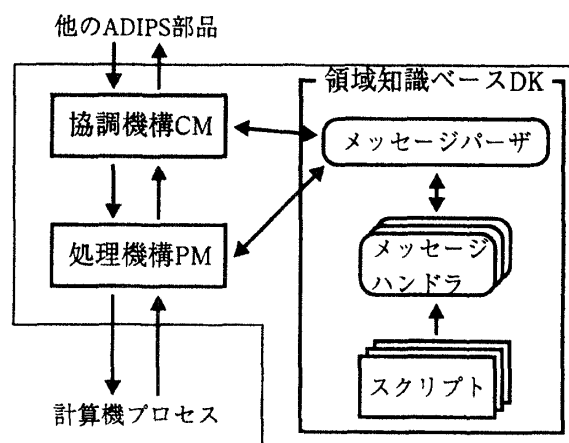 他のADIPS部品
領域知識ベースDK
協調機構CM
メッセージパーザ
処理機構PM
メッセージ
ハンドラ
スクリプト
計算機プロセス